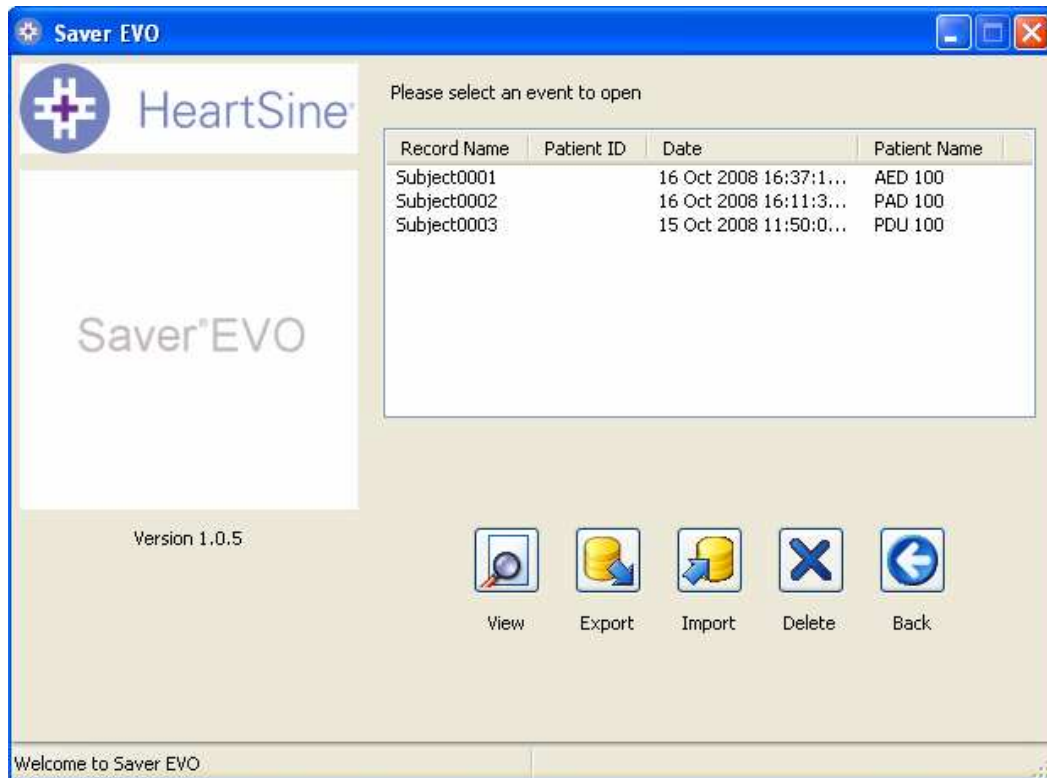 Saver EVO
HeartSine®
Please select an event to open
Record Name Patient ID Date Patient Name
Subject0001 16 Oct 2008 16:37:1... AED 100
Subject0002 16 Oct 2008 16:11:3... PAD 100
Subject0003 15 Oct 2008 11:50:0... PDU 100
Saver®EVO
Version 1.0.5
View Export Import Delete Back
Welcome to Saver EVO